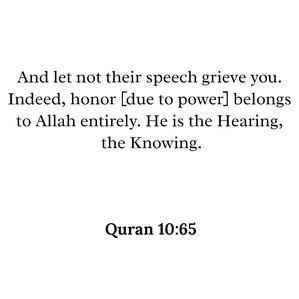 And let not their speech grieve you.
Indeed, honor [due to power] belongs
to Allah entirely. He is the Hearing,
the Knowing.
Quran 10:65